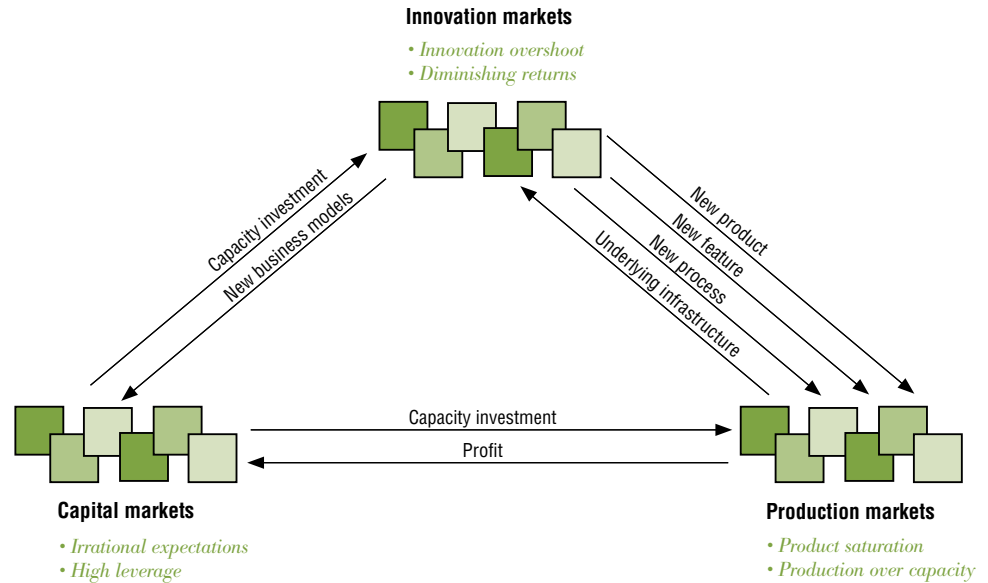 Innovation markets
• Innovation overshoot
• Diminishing returns
Capacity investment
New business models
New product
New feature
New process
Underlying infrastructure
Capacity investment
Profit
Capital markets
• Irrational expectations
• High leverage
Production markets
• Product saturation
• Production over capacity